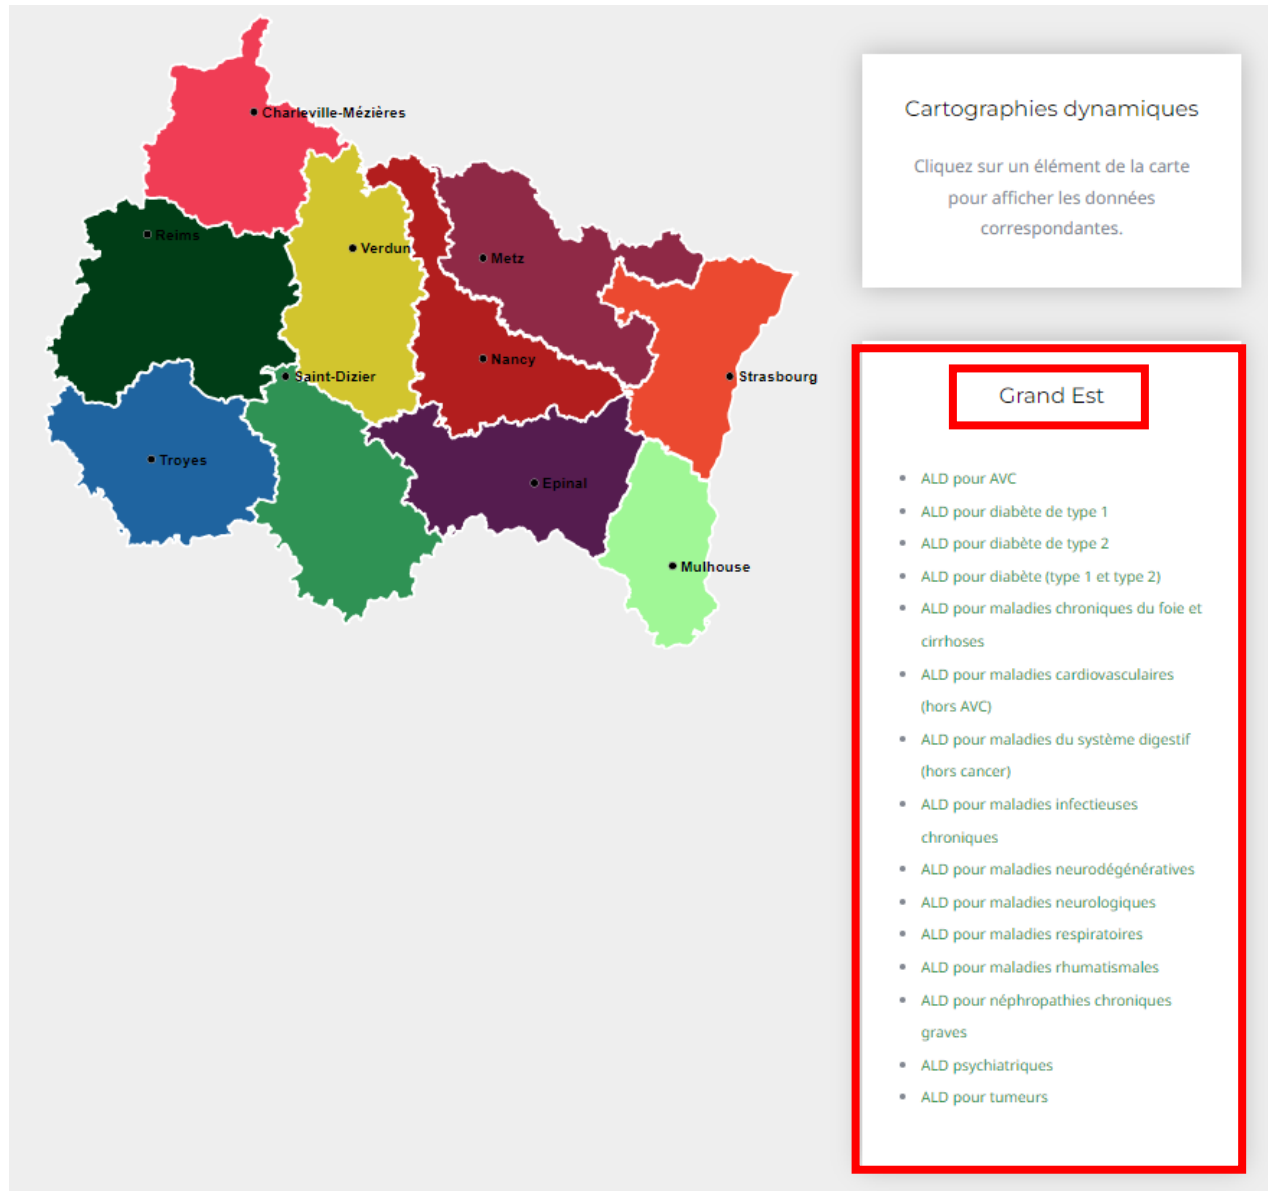 Charleville-Mézières
Reims
Verdun
Metz
Nancy
Saint-Dizier
Strasbourg
Troyes
Epinal
Mulhouse
Cartographies dynamiques
Cliquez sur un élément de la carte
pour afficher les données
correspondantes.
Grand Est
ALD pour AVC
ALD pour diabète de type 1
ALD pour diabète de type 2
ALD pour diabète (type 1 et type 2)
ALD pour maladies chroniques du foie et
cirrhoses
ALD pour maladies cardiovasculaires
(hors AVC)
ALD pour maladies du système digestif
(hors cancer)
ALD pour maladies infectieuses
chroniques
ALD pour maladies neurodégénératives
ALD pour maladies neurologiques
ALD pour maladies respiratoires
ALD pour maladies rhumatismales
ALD pour néphropathies chroniques
graves
ALD psychiatriques
ALD pour tumeurs